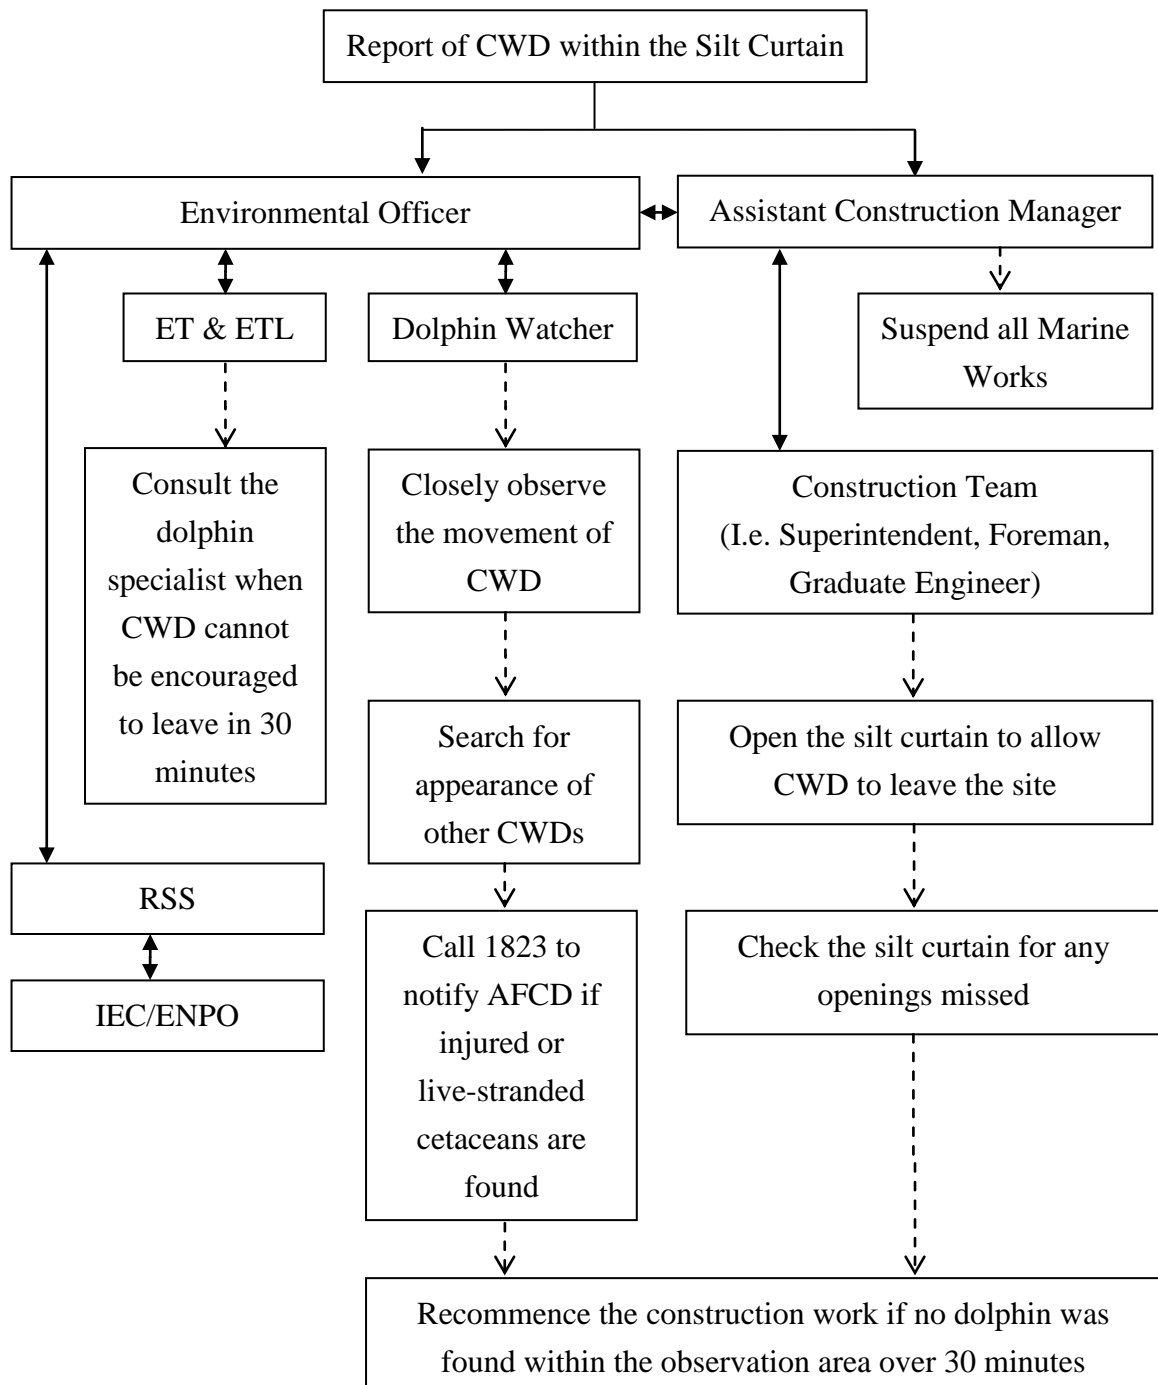 Report of CWD within the Silt Curtain
Environmental Officer
Assistant Construction Manager
ET & ETL
Dolphin Watcher
Suspend all Marine
Works
Consult the
dolphin
specialist when
CWD cannot
be encouraged
to leave in 30
minutes
Closely observe
the movement of
CWD
Construction Team
(I.e. Superintendent, Foreman,
Graduate Engineer)
Search for
appearance of
other CWDs
Open the silt curtain to allow
CWD to leave the site
RSS
IEC/ENPO
Call 1823 to
notify AFCD if
injured or
live-stranded
cetaceans are
found
Check the silt curtain for any
openings missed
Recommence the construction work if no dolphin was
found within the observation area over 30 minutes